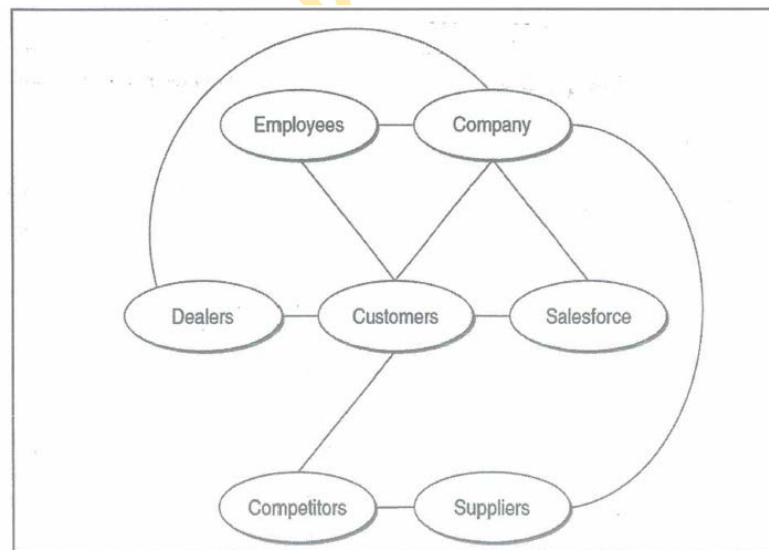 Employees
Company
Dealers
Customers
Salesforce
Competitors
Suppliers